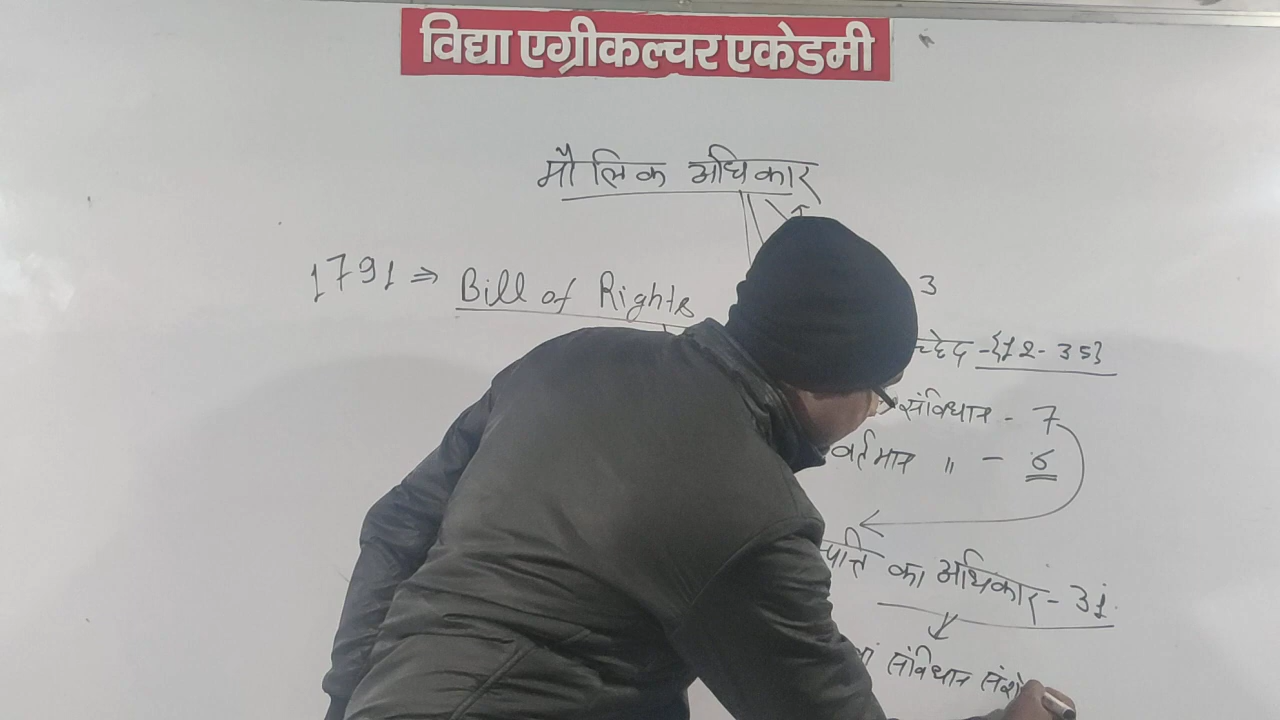 विद्या एग्रीकल्चर एकेडमी
मौलिक अधिकार
1791 ⇒ Bill of Rights
3
च्छेद - {12 - 35}
संविधान - 7
वर्तमान " - 6
पत्ति का अधिकार - 31
वां संविधान संशो